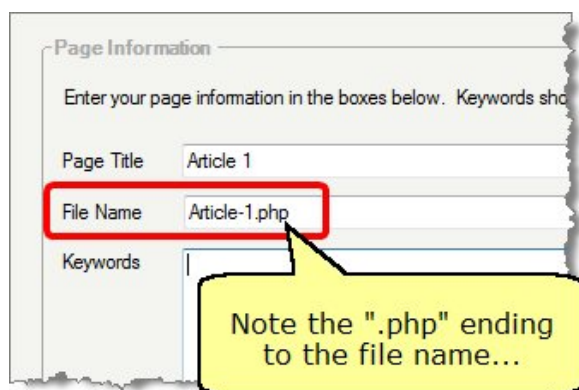 Page Information
Enter your page information in the boxes below. Keywords
Page Title Article 1
File Name Article-1.php
Keywords
Note the ".php" ending
to the file name...